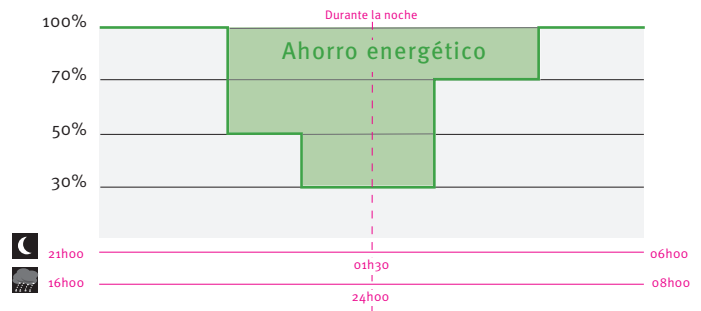 Durante la noche
100%
Ahorro energético
70%
50%
30%
21h00
06h00
01h30
16h00
08h00
24h00